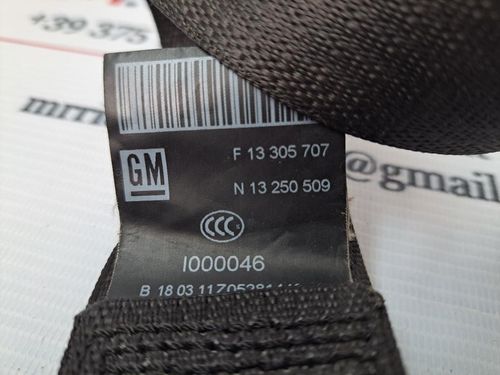 +39 375
F 13 305 707
GM
N 13 250 509
CCC
I000046
@gmail